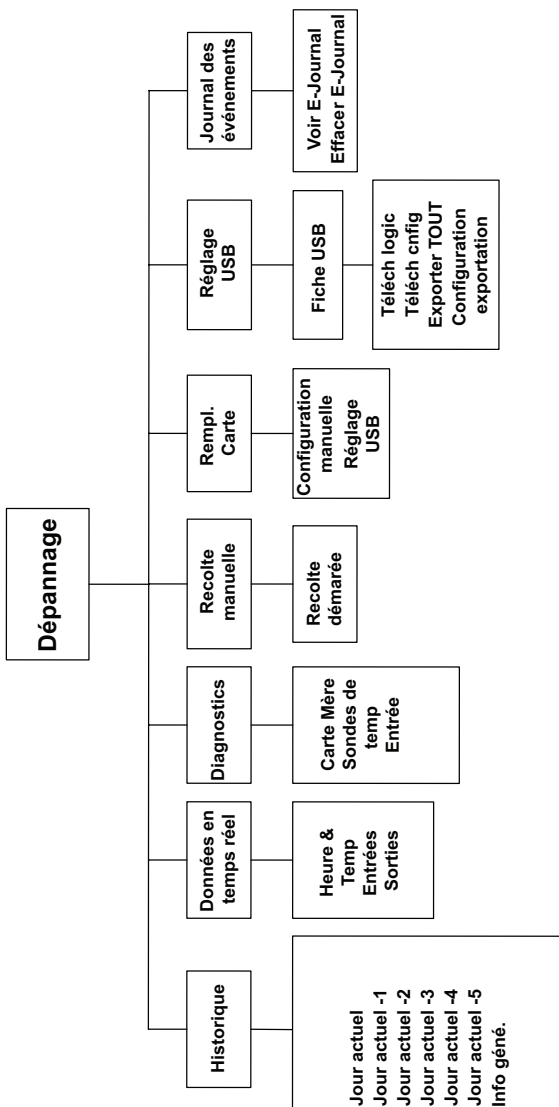 Dépannage
Historique
Jour actuel
Jour actuel -1
Jour actuel -2
Jour actuel -3
Jour actuel -4
Jour actuel -5
Info géné.
Données en
temps réel
Heure &
Temp
Entrées
Sorties
Diagnostics
Carte Mère
Sondes de
temp
Entrée
Recolte
manuelle
Recolte
démarée
Rempl.
Carte
Configuration
manuelle
Réglage
USB
Réglage
USB
Fiche USB
Téléch logic
Téléch cnfig
Exporter TOUT
Configuration
exportation
Journal des
événements
Voir E-Journal
Effacer E-Journal